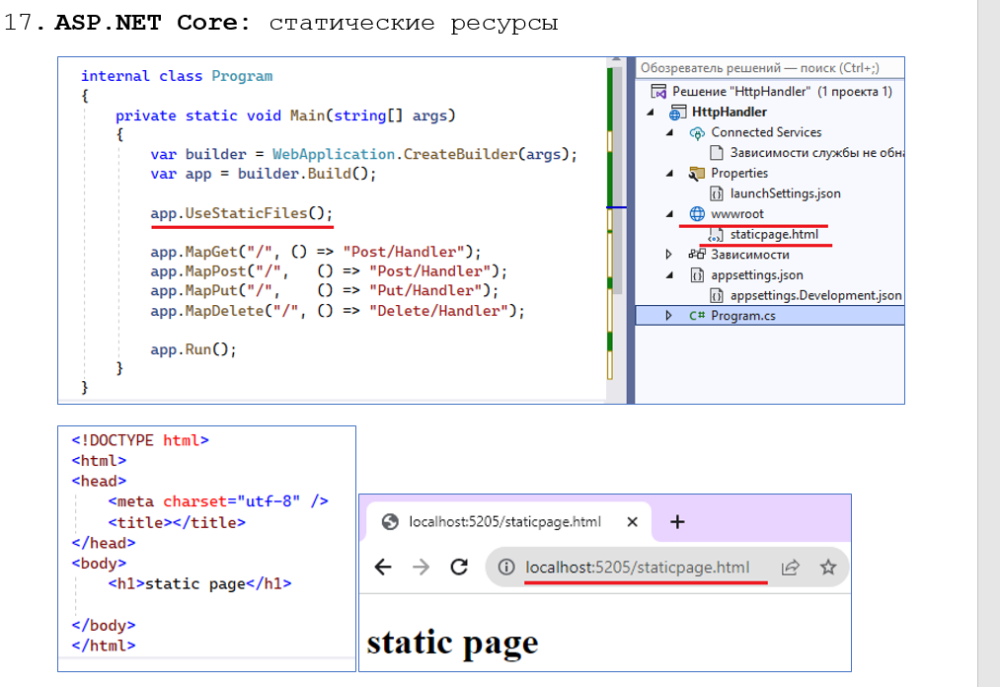 17. ASP.NET Core: статические ресурсы
internal class Program
{
private static void Main(string[] args)
{
var builder = WebApplication.CreateBuilder(args);
var app = builder.Build();
app.UseStaticFiles();
app.MapGet("/", () => "Post/Handler");
app.MapPost("/",   () => "Post/Handler");
app.MapPut("/",    () => "Put/Handler");
app.MapDelete("/", () => "Delete/Handler");
app.Run();
}
}
Обозреватель решений — поиск (Ctrl+;)
Решение "HttpHandler" (1 проекта 1)
HttpHandler
Connected Services
Зависимости службы не обна
Properties
launchSettings.json
wwwroot
staticpage.html
Зависимости
appsettings.json
appsettings.Development.json
C# Program.cs
<!DOCTYPE html>
<html>
<head>
<meta charset="utf-8" />
<title></title>
</head>
<body>
<h1>static page</h1>
</body>
</html>
localhost:5205/staticpage.html
localhost:5205/staticpage.html
static page